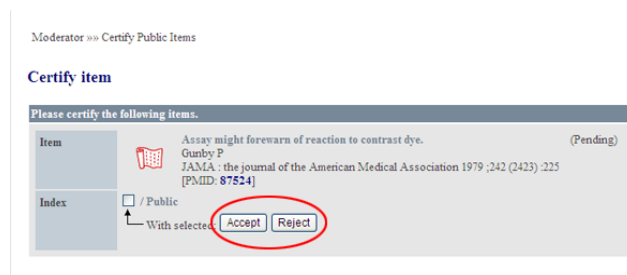 Moderator »» Certify Public Items
Certify item
Please certify the following items.
Item
Assay might forewarn of reaction to contrast dye. (Pending)
Gunby P
JAMA : the journal of the American Medical Association 1979 ;242 (2423) :225
[PMID: 87524]
Index
/ Public
With selected: Accept Reject